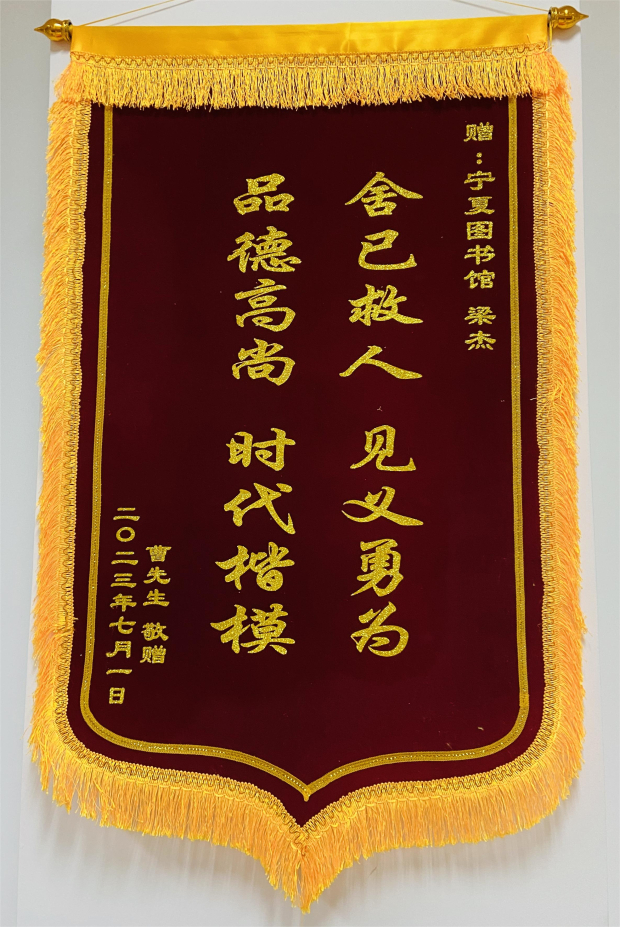 赠：宁夏图书馆 梁杰
舍已救人 见义勇为
品德高尚 时代楷模
曹先生 敬赠
二〇二三年七月一日